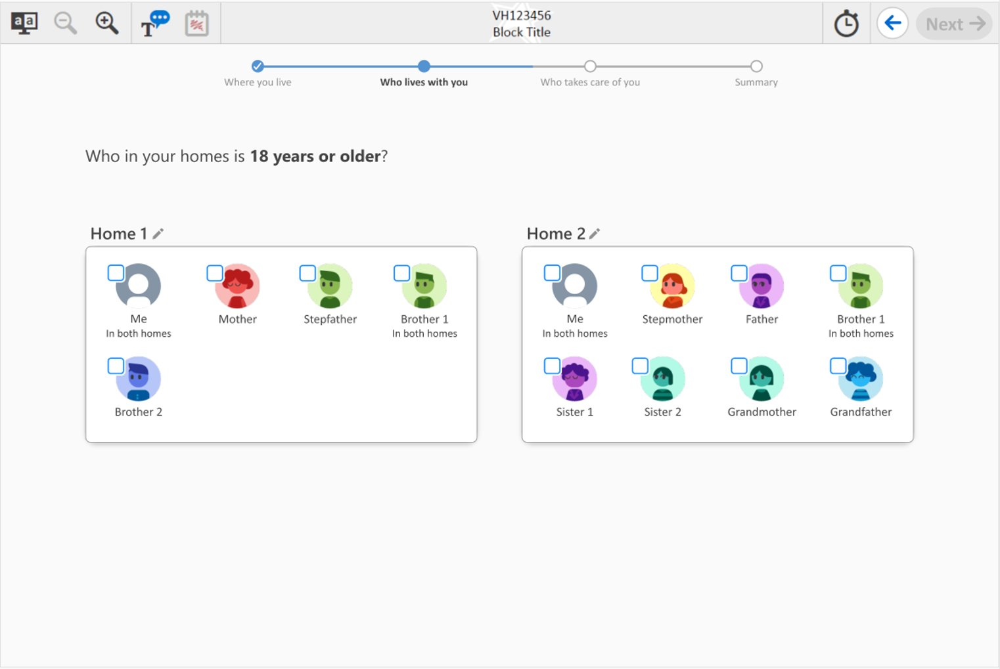 aa
VH123456
Block Title
T
Next
Where you live
Who lives with you
Who takes care of you
Summary
Who in your homes is 18 years or older?
Home 1
Me
In both homes
Mother
Stepfather
Brother 1
In both homes
Brother 2
Home 2
Me
In both homes
Stepmother
Father
Brother 1
In both homes
Sister 1
Sister 2
Grandmother
Grandfather